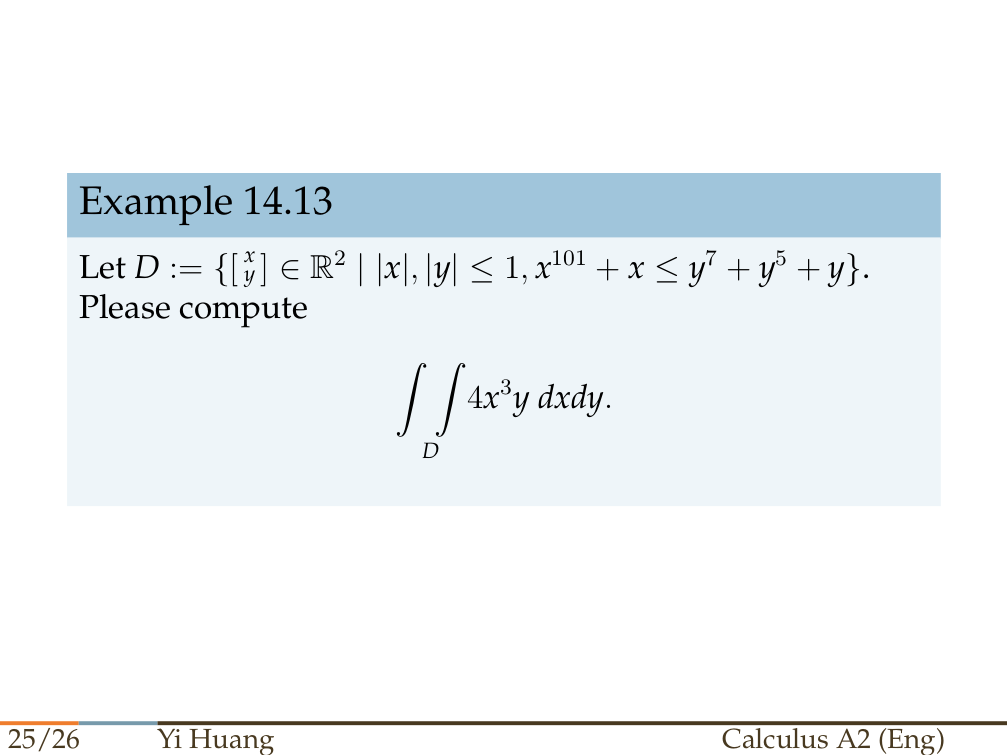 Example 14.13
Let D := {[ x y ] ∈ ℝ² | |x|, |y| ≤ 1, x¹⁰¹ + x ≤ y⁷ + y⁵ + y}.
Please compute
∫∫_D 4x³y dxdy.
25/26 Yi Huang Calculus A2 (Eng)